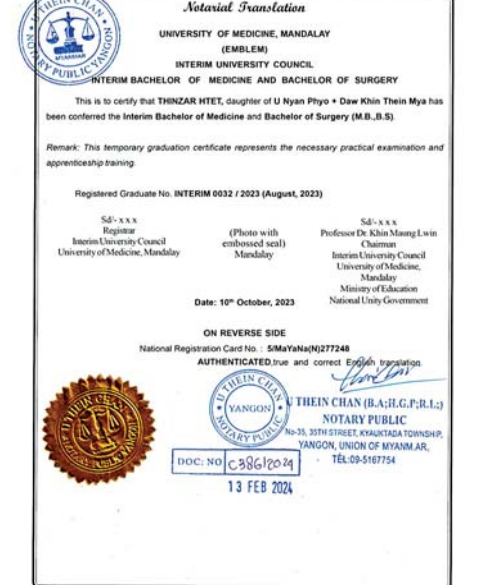 Notarial Translation
U THEIN CHAN
NOTARY PUBLIC YANGON
UNIVERSITY OF MEDICINE, MANDALAY
(EMBLEM)
INTERIM UNIVERSITY COUNCIL
INTERIM BACHELOR OF MEDICINE AND BACHELOR OF SURGERY
This is to certify that THINZAR HTET, daughter of U Nyan Phyo + Daw Khin Thein Mya has
been conferred the Interim Bachelor of Medicine and Bachelor of Surgery (M.B.,B.S).
Remark: This temporary graduation certificate represents the necessary practical examination and
apprenticeship training.
Registered Graduate No. INTERIM 0032 / 2023 (August, 2023)
Sd/- x x x
Registrar
Interim University Council
University of Medicine, Mandalay
(Photo with
embossed seal)
Mandalay
Sd/- x x x
Professor Dr. Khin Maung Lwin
Chairman
Interim University Council
University of Medicine,
Mandalay
Ministry of Education
National Unity Government
Date: 10th October, 2023
ON REVERSE SIDE
National Registration Card No. : 5/MaYaNa(N)277248
AUTHENTICATED,true and correct English translation.
U THEIN CHAN
YANGON
NOTARY PUBLIC
U THEIN CHAN (B.A;H.G.P;R.L;)
NOTARY PUBLIC
No-35, 35TH STREET, KYAUKTADA TOWNSHIP,
YANGON, UNION OF MYANMAR,
TEL:09-5167754
DOC: NO C386/2024
13 FEB 2024